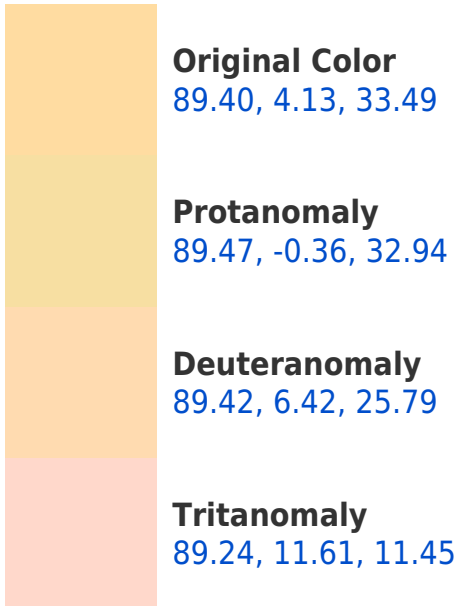 Original Color
89.40, 4.13, 33.49
Protanomaly
89.47, -0.36, 32.94
Deuteranomaly
89.42, 6.42, 25.79
Tritanomaly
89.24, 11.61, 11.45